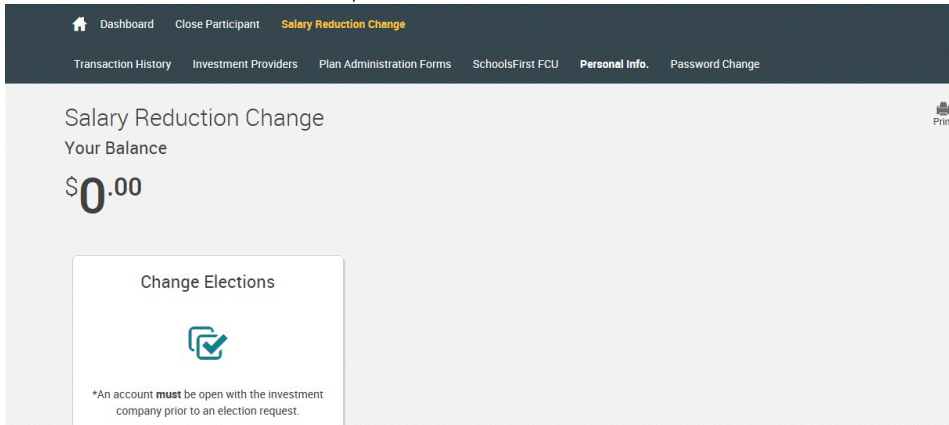 Dashboard Close Participant Salary Reduction Change
Transaction History Investment Providers Plan Administration Forms SchoolsFirst FCU Personal Info. Password Change
Salary Reduction Change
Your Balance
$0.00
Change Elections
*An account must be open with the investment
company prior to an election request.